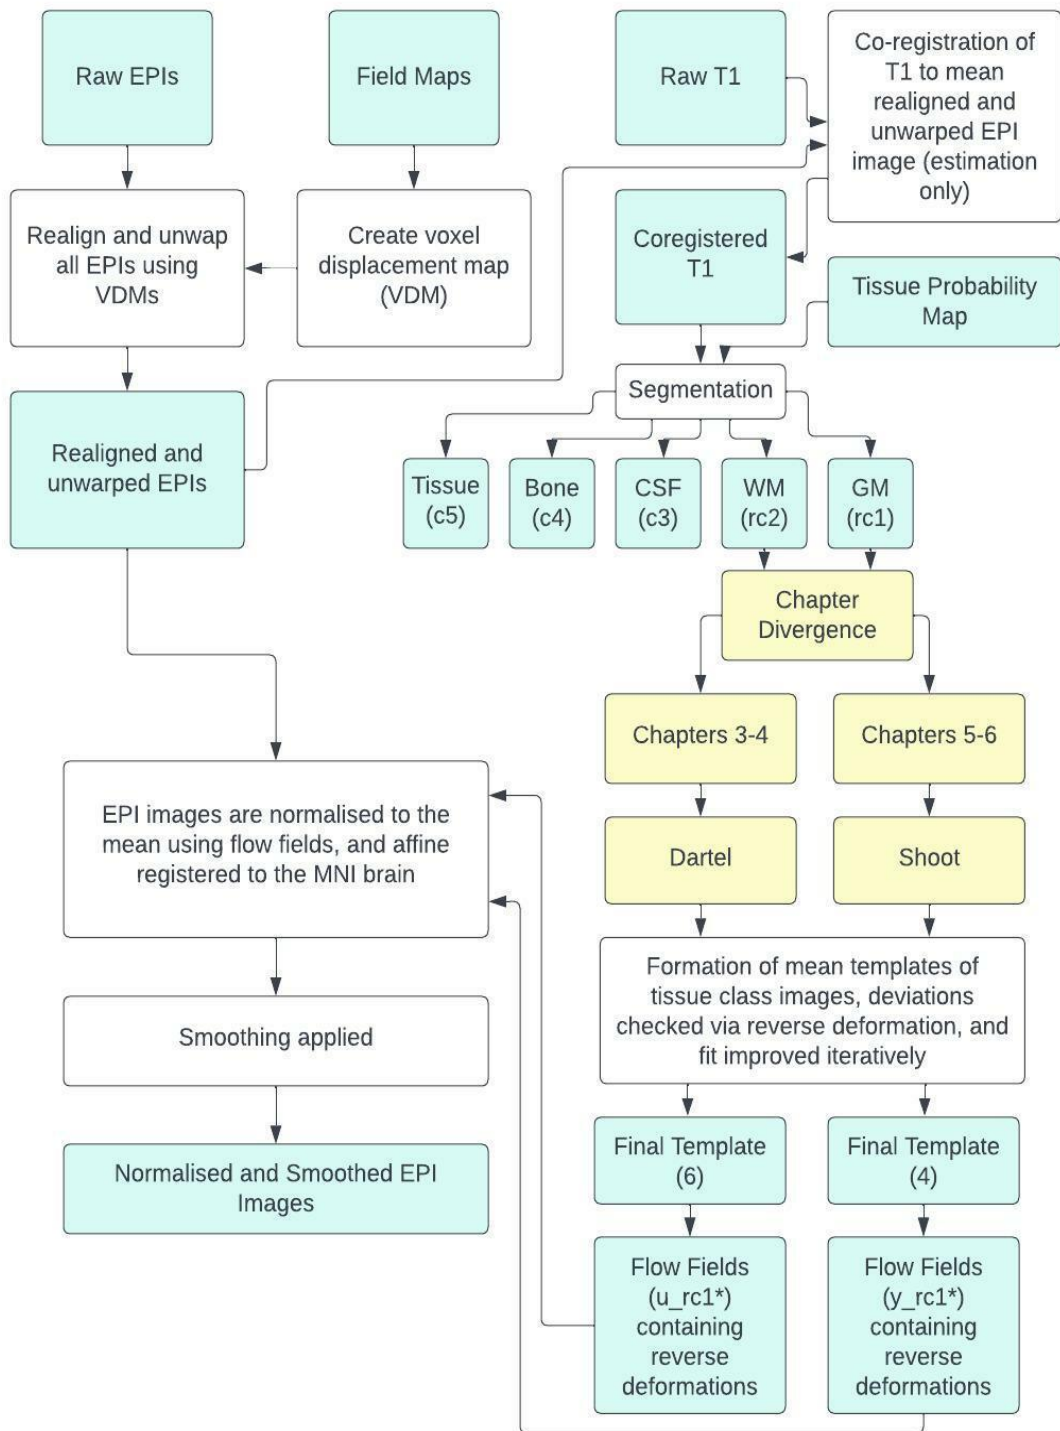 Raw EPIs
Field Maps
Raw T1
Co-registration of
T1 to mean
realigned and
unwarped EPI
image (estimation
only)
Realign and unwap
all EPIs using
VDMs
Create voxel
displacement map
(VDM)
Coregistered
T1
Tissue Probability
Map
Segmentation
Realigned and
unwarped EPIs
Tissue
(c5)
Bone
(c4)
CSF
(c3)
WM
(rc2)
GM
(rc1)
Chapter
Divergence
Chapters 3-4
Chapters 5-6
EPI images are normalised to the
mean using flow fields, and affine
registered to the MNI brain
Dartel
Shoot
Formation of mean templates of
tissue class images, deviations
checked via reverse deformation, and
fit improved iteratively
Smoothing applied
Final Template
(6)
Final Template
(4)
Normalised and Smoothed EPI
Images
Flow Fields
(u_rc1*)
containing
reverse
deformations
Flow Fields
(y_rc1*)
containing
reverse
deformations